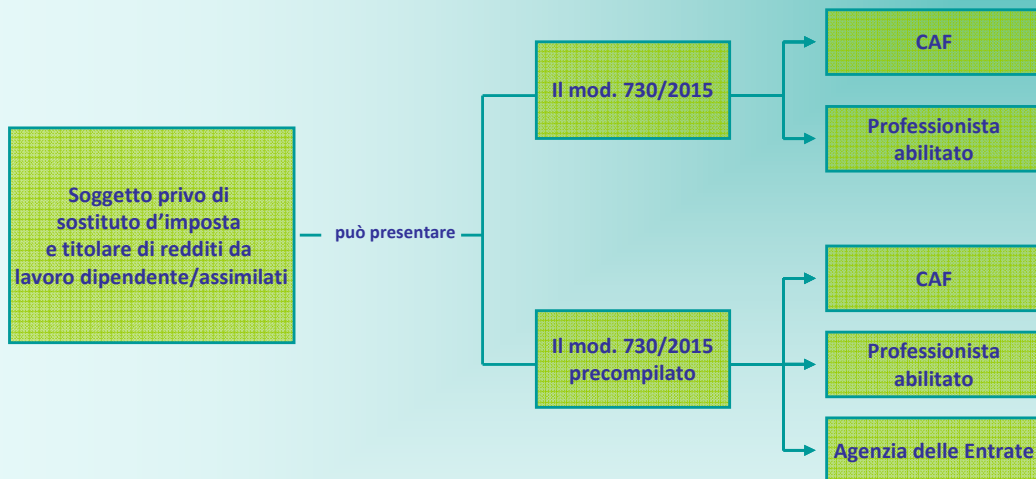 Soggetto privo di
sostituto d'imposta
e titolare di redditi da
lavoro dipendente/assimilati
può presentare
Il mod. 730/2015
CAF
Professionista
abilitato
Il mod. 730/2015
precompilato
CAF
Professionista
abilitato
Agenzia delle Entrate